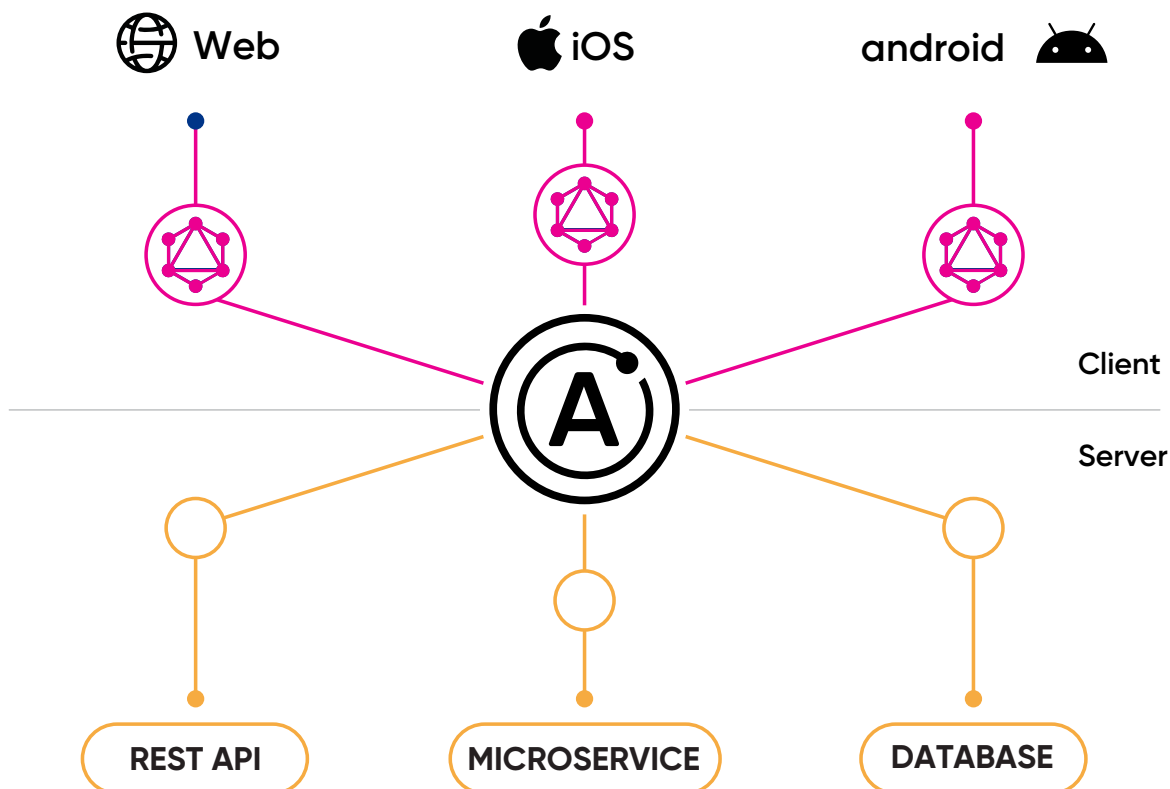 Web
iOS
android
A
Client
Server
REST API
MICROSERVICE
DATABASE